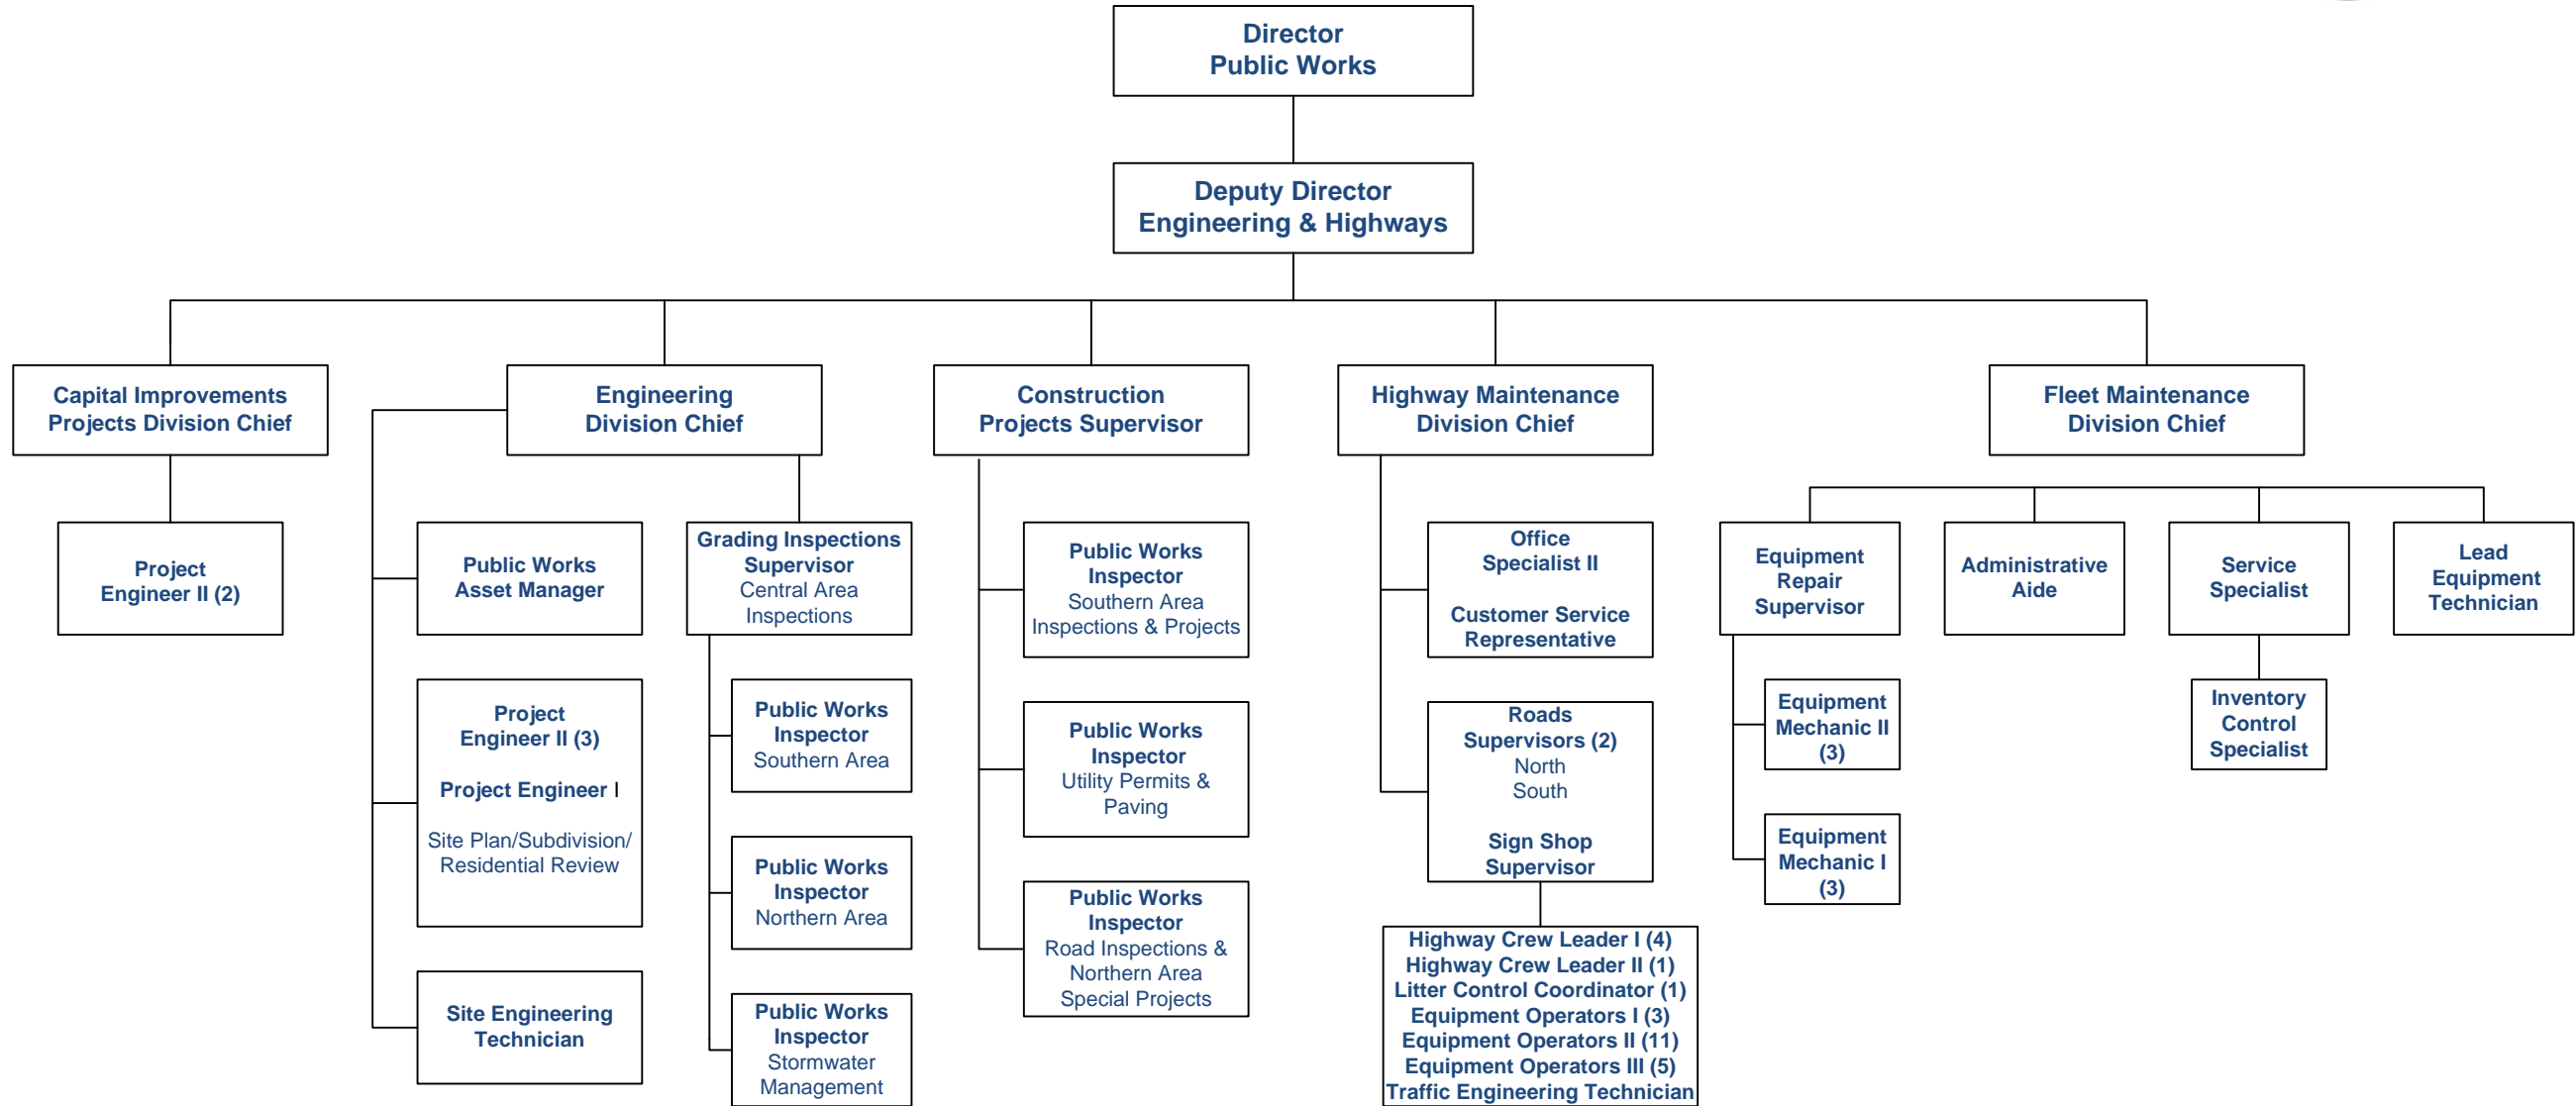 Director
Public Works
Deputy Director
Engineering & Highways
Capital Improvements
Projects Division Chief
Engineering
Division Chief
Construction
Projects Supervisor
Highway Maintenance
Division Chief
Fleet Maintenance
Division Chief
Project
Engineer II (2)
Public Works
Asset Manager
Project
Engineer II (3)
Project Engineer I
Site Plan/Subdivision/
Residential Review
Site Engineering
Technician
Grading Inspections
Supervisor
Central Area
Inspections
Public Works
Inspector
Southern Area
Public Works
Inspector
Northern Area
Public Works
Inspector
Stormwater
Management
Public Works
Inspector
Southern Area
Inspections & Projects
Public Works
Inspector
Utility Permits &
Paving
Public Works
Inspector
Road Inspections &
Northern Area
Special Projects
Office
Specialist II
Customer Service
Representative
Roads
Supervisors (2)
North
South
Sign Shop
Supervisor
Highway Crew Leader I (4)
Highway Crew Leader II (1)
Litter Control Coordinator (1)
Equipment Operators I (3)
Equipment Operators II (11)
Equipment Operators III (5)
Traffic Engineering Technician
Equipment
Repair
Supervisor
Equipment
Mechanic II
(3)
Equipment
Mechanic I
(3)
Administrative
Aide
Service
Specialist
Inventory
Control
Specialist
Lead
Equipment
Technician